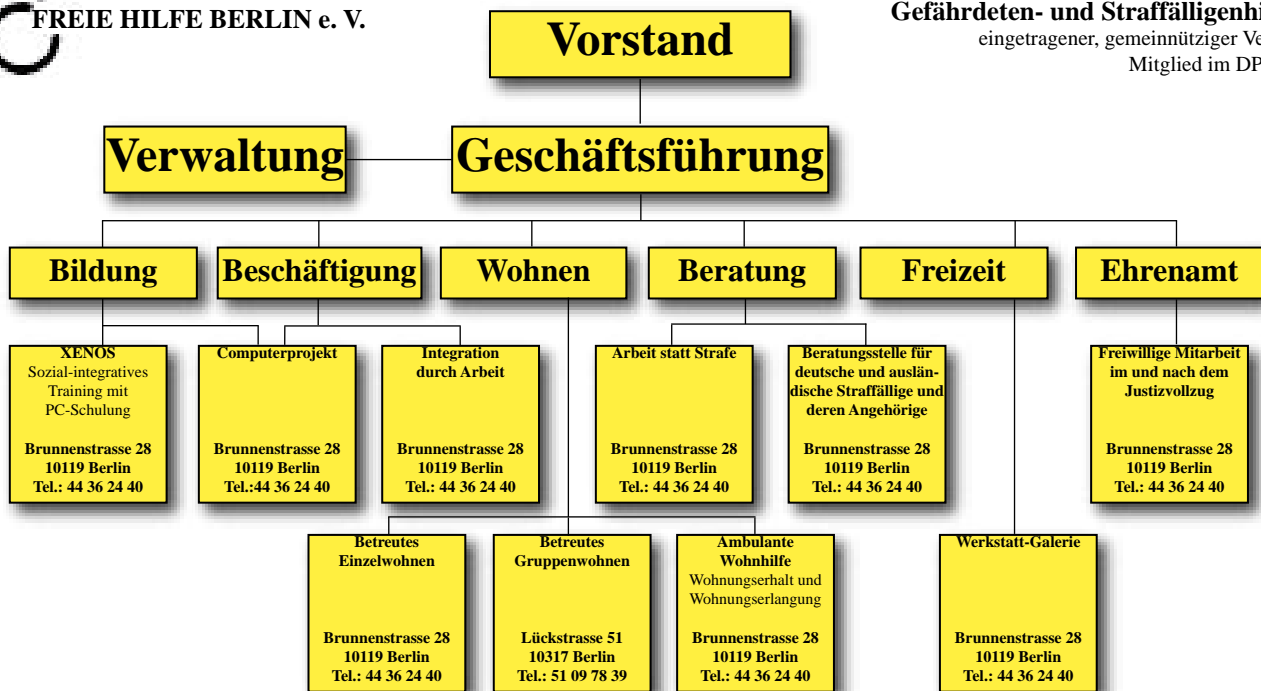 FREIE HILFE BERLIN e. V.
Gefährdeten- und
eingetragener, gemeinnütziger
Mitglied im
Vorstand
Verwaltung
Geschäftsführung
Bildung
Beschäftigung
Wohnen
Beratung
Freizeit
Ehrenamt
XENOS
Sozial-integratives
Training mit
PC-Schulung
Brunnenstrasse 28
10119 Berlin
Tel.: 44 36 24 40
Computerprojekt
Brunnenstrasse 28
10119 Berlin
Tel.:44 36 24 40
Integration
durch Arbeit
Brunnenstrasse 28
10119 Berlin
Tel.: 44 36 24 40
Arbeit statt Strafe
Brunnenstrasse 28
10119 Berlin
Tel.: 44 36 24 40
Beratungsstelle für
deutsche und auslän-
dische Straffällige und
deren Angehörige
Brunnenstrasse 28
10119 Berlin
Tel.: 44 36 24 40
Freiwillige Mitarbeit
im und nach dem
Justizvollzug
Brunnenstrasse 28
10119 Berlin
Tel.: 44 36 24 40
Betreutes
Einzelwohnen
Brunnenstrasse 28
10119 Berlin
Tel.: 44 36 24 40
Betreutes
Gruppenwohnen
Lückstrasse 51
10317 Berlin
Tel.: 51 09 78 39
Ambulante
Wohnhilfe
Wohnungserhalt und
Wohnungserlangung
Brunnenstrasse 28
10119 Berlin
Tel.: 44 36 24 40
Werkstatt-Galerie
Brunnenstrasse 28
10119 Berlin
Tel.: 44 36 24 40